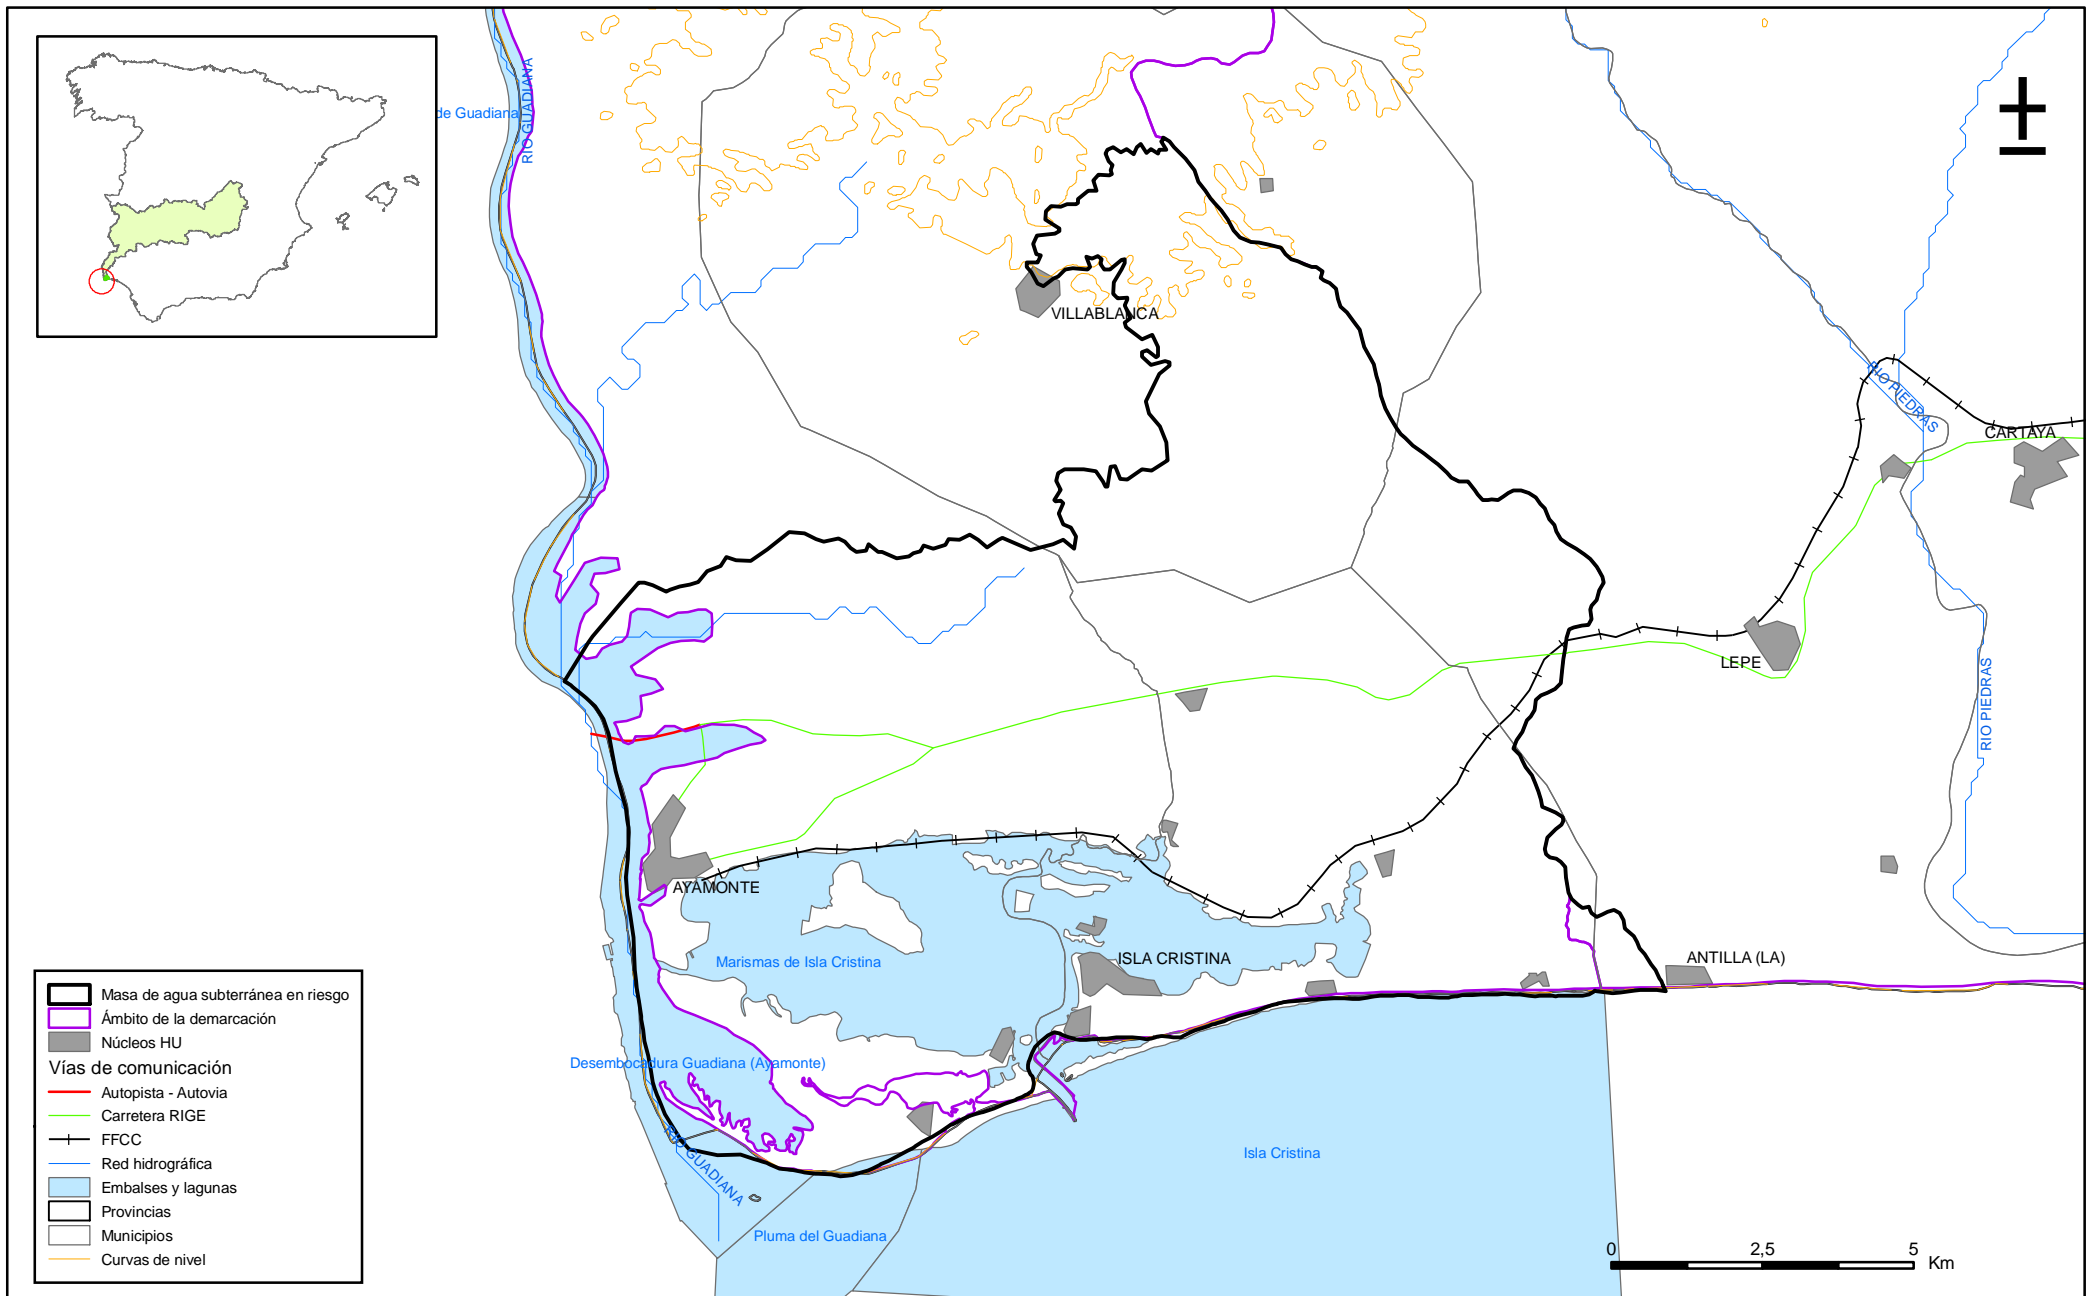 de Guadiana
RIO GUADIANA
VILLABLANCA
RIO PIEDRAS
CARTAYA
LEPE
RIO PIEDRAS
AYAMONTE
Marismas de Isla Cristina
ISLA CRISTINA
ANTILLA (LA)
Desembocadura Guadiana (Ayamonte)
RIO GUADIANA
Isla Cristina
Pluma del Guadiana
Masa de agua subterránea en riesgo
Ámbito de la demarcación
Núcleos HU
Vías de comunicación
Autopista - Autovia
Carretera RIGE
FFCC
Red hidrográfica
Embalses y lagunas
Provincias
Municipios
Curvas de nivel
0 2,5 5
Km